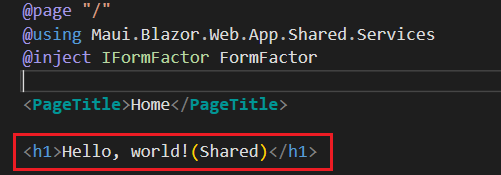 @page "/"
@using Maui.Blazor.Web.App.Shared.Services
@inject IFormFactor FormFactor
<PageTitle>Home</PageTitle>
<h1>Hello, world!(Shared)</h1>